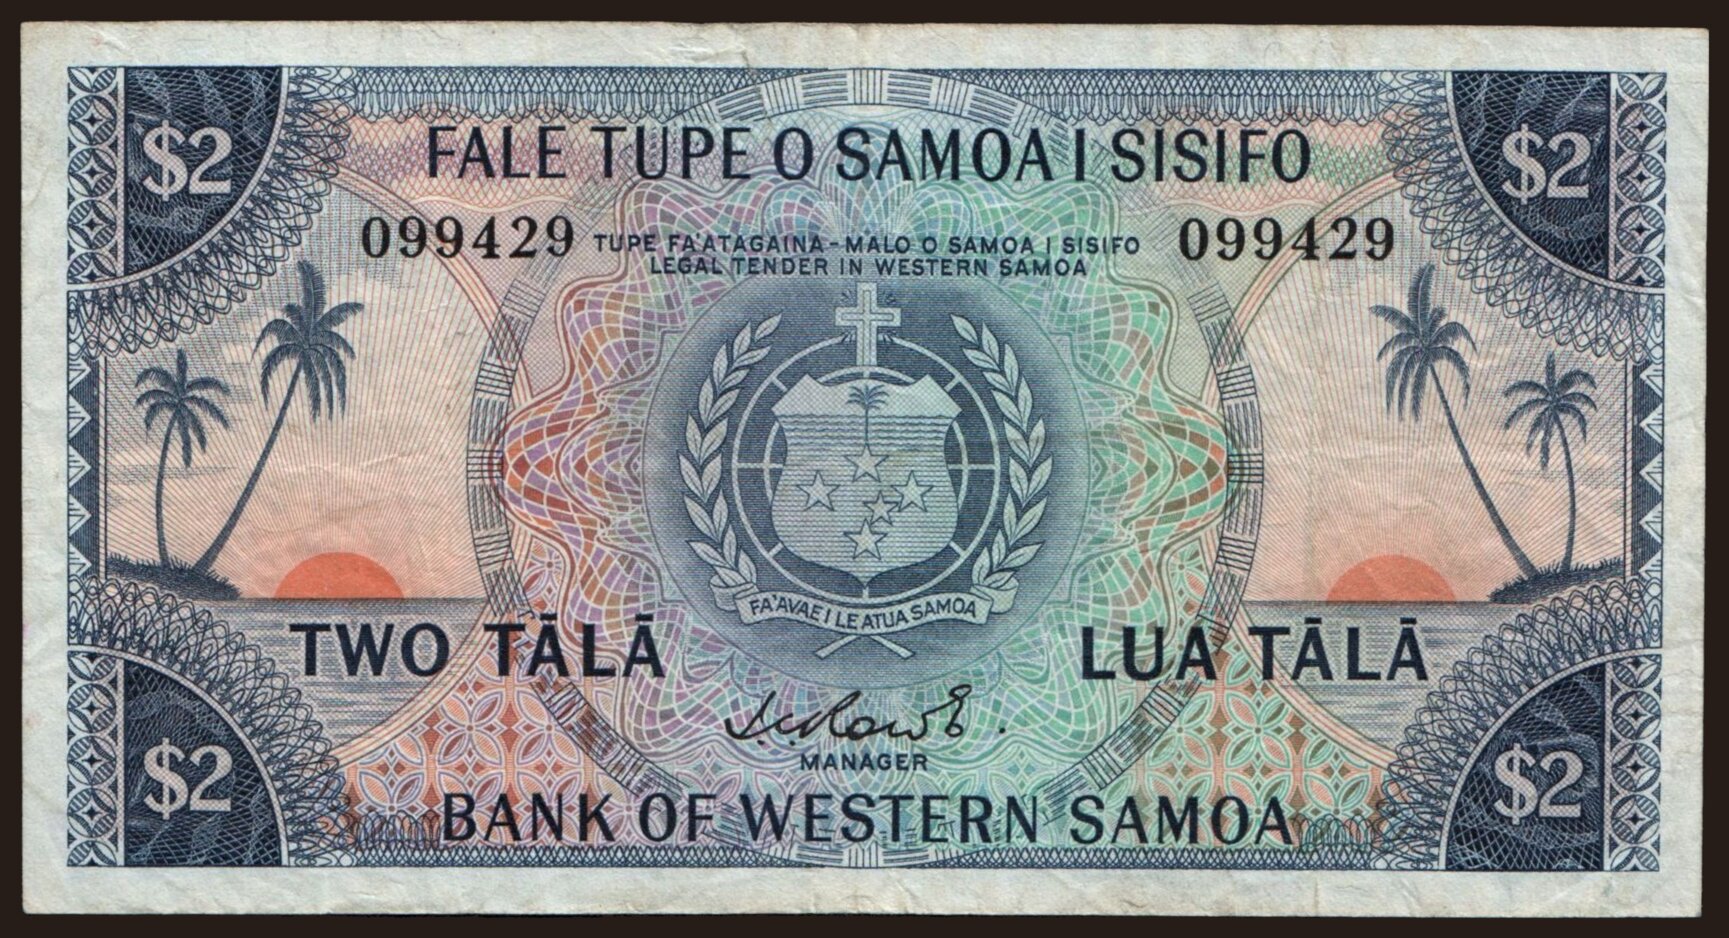 $2 $2
FALE TUPE O SAMOA I SISIFO
099429 099429
TUPE FA'ATAGAINA - MALO O SAMOA I SISIFO
LEGAL TENDER IN WESTERN SAMOA
FA'AVAE I LE ATUA SAMOA
TWO TĀLĀ LUA TĀLĀ
MANAGER
$2 $2
BANK OF WESTERN SAMOA